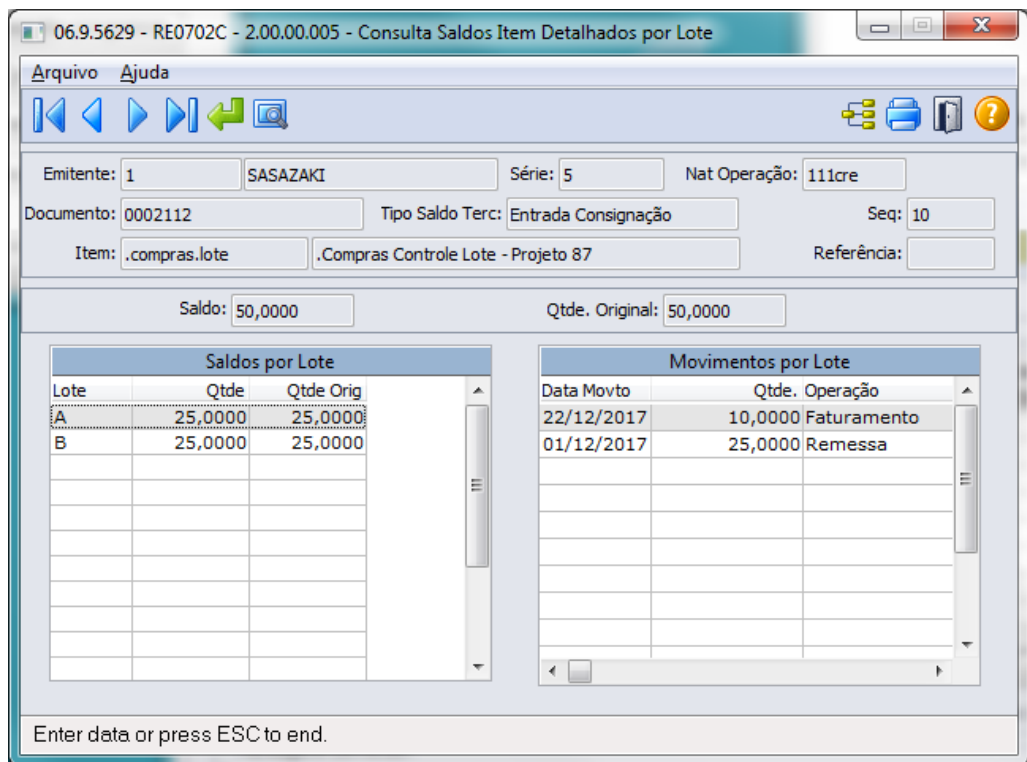 06.9.5629 - RE0702C - 2.00.00.005 - Consulta Saldos Item Detalhados por Lote
Arquivo Ajuda
Emitente: 1 SASAZAKI Série: 5 Nat Operação: 111cre
Documento: 0002112 Tipo Saldo Terc: Entrada Consignação Seq: 10
Item: .compras.lote .Compras Controle Lote - Projeto 87 Referência:
Saldo: 50,0000 Qtde. Original: 50,0000
Saldos por Lote
Lote Qtde Qtde Orig
A 25,0000 25,0000
B 25,0000 25,0000
Movimentos por Lote
Data Movto Qtde. Operação
22/12/2017 10,0000 Faturamento
01/12/2017 25,0000 Remessa
Enter data or press ESC to end.